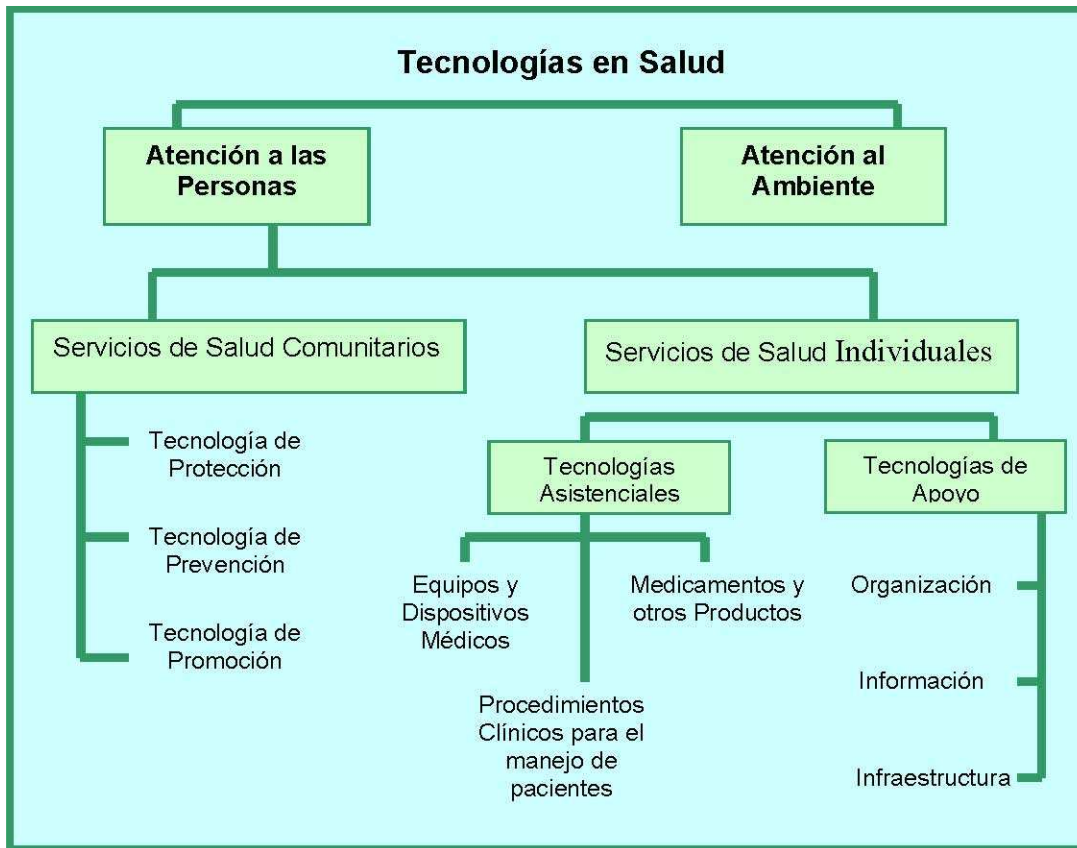 Tecnologías en Salud
Atención a las
Personas
Atención al
Ambiente
Servicios de Salud Comunitarios
Servicios de Salud Individuales
Tecnología de
Protección
Tecnología de
Prevención
Tecnología de
Promoción
Tecnologías
Asistenciales
Equipos y
Dispositivos
Médicos
Medicamentos y
otros Productos
Procedimientos
Clínicos para el
manejo de
pacientes
Tecnologías de
Apoyo
Organización
Información
Infraestructura